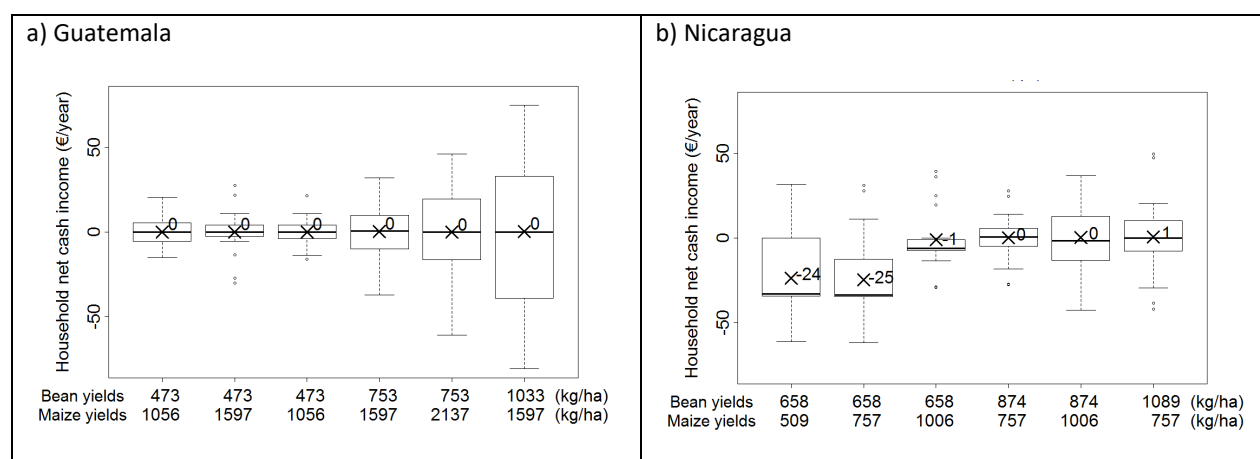 a) Guatemala
Household net cash income (€/year)
50
0
-50
0
0
0
0
0
0
Bean yields 473 473 473 753 753 1033 (kg/ha)
Maize yields 1056 1597 1056 1597 2137 1597 (kg/ha)
b) Nicaragua
Household net cash income (€/year)
50
0
-50
-24
-25
-1
0
0
1
Bean yields 658 658 658 874 874 1089 (kg/ha)
Maize yields 509 757 1006 757 1006 757 (kg/ha)